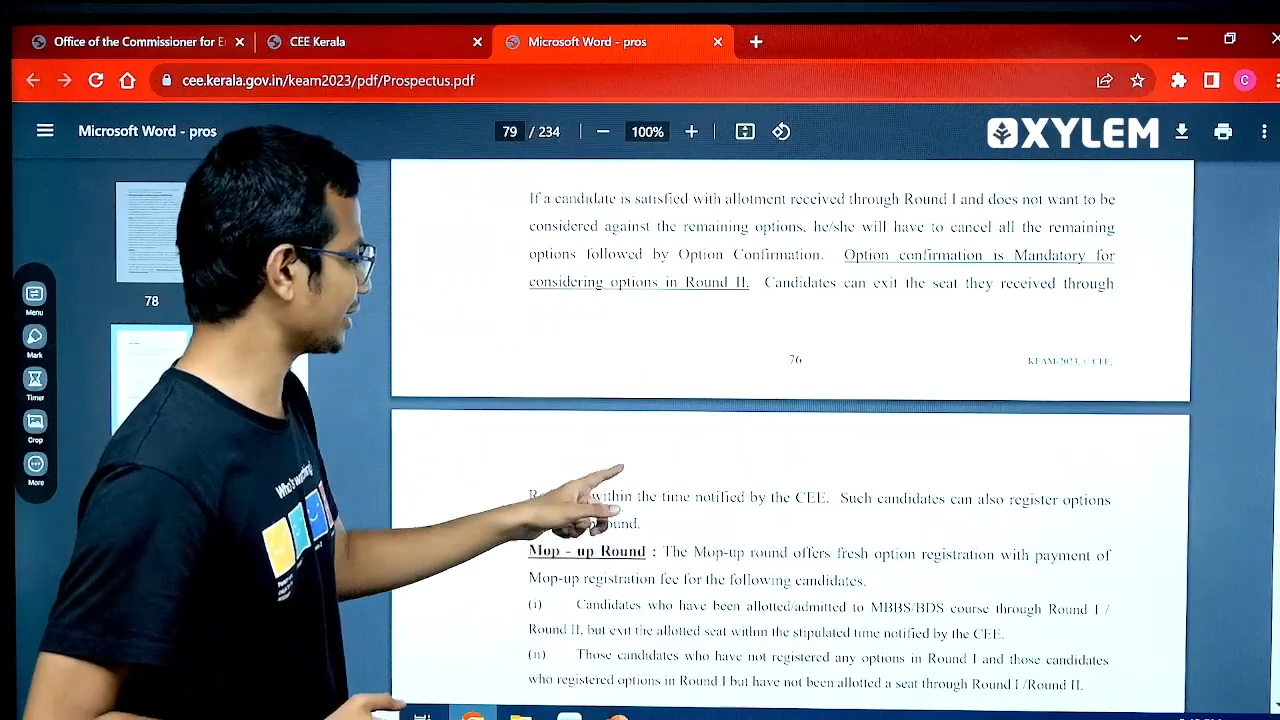 Office of the Commissioner for E
CEE Kerala
Microsoft Word - pros
cee.kerala.gov.in/keam2023/pdf/Prospectus.pdf
C
Microsoft Word - pros
79 / 234
100%
XYLEM
If a candidate is satisfied with allotment received through Round I and does not want to be
considered against the remaining options, he/she will have to cancel all the remaining
options followed by Option Confirmation. Option confirmation is Mandatory for
considering options in Round II. Candidates can exit the seat they received through
78
76
KEAM-2023, CEE,
Menu
Mark
Timer
Crop
More
Who's watching?
within the time notified by the CEE. Such candidates can also register options
Mop - up Round : The Mop-up round offers fresh option registration with payment of
Mop-up registration fee for the following candidates.
(i) Candidates who have been allotted/admitted to MBBS/BDS course through Round I /
Round II, but exit the allotted seat within the stipulated time notified by the CEE.
(ii) Those candidates who have not registered any options in Round I and those candidates
who registered options in Round I but have not been allotted a seat through Round I /Round II.